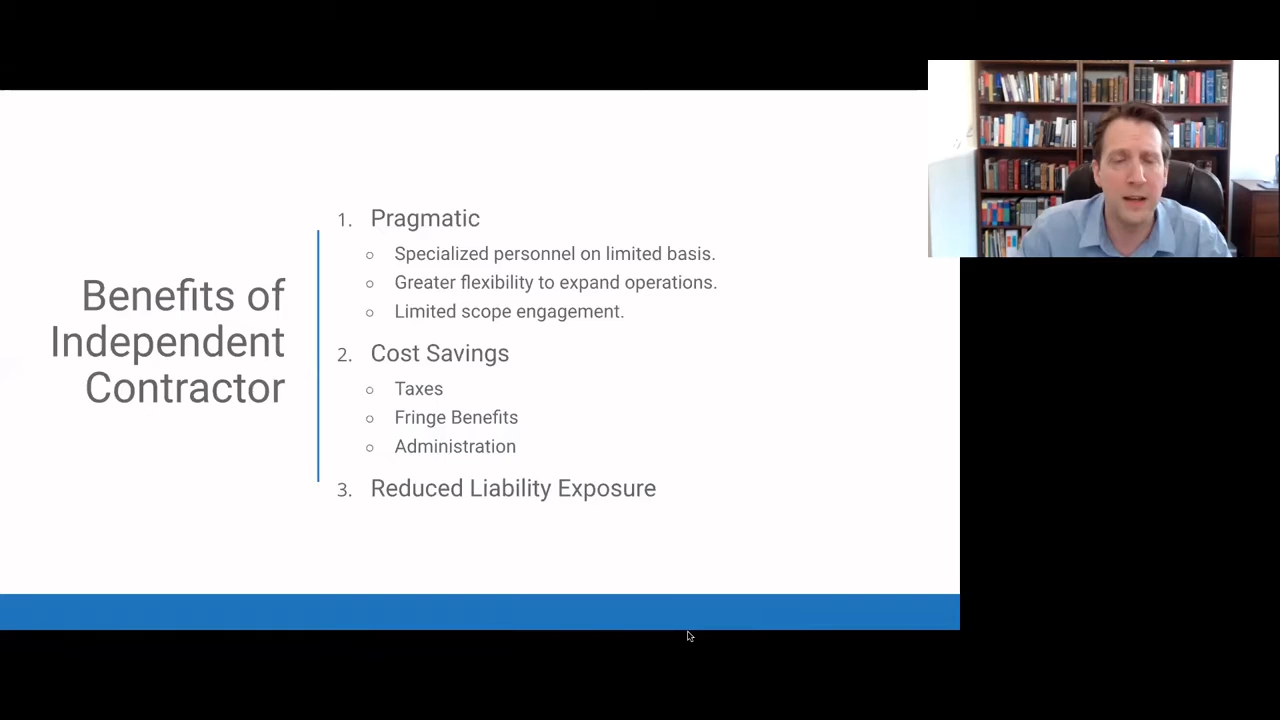 Benefits of
Independent
Contractor
1. Pragmatic
○ Specialized personnel on limited basis.
○ Greater flexibility to expand operations.
○ Limited scope engagement.
2. Cost Savings
○ Taxes
○ Fringe Benefits
○ Administration
3. Reduced Liability Exposure